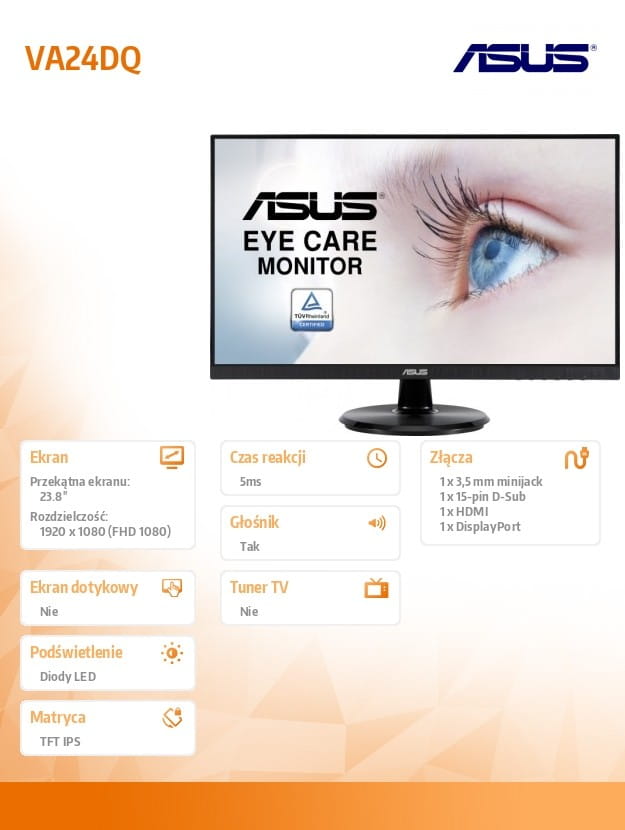 VA24DQ
ASUS®
ASUS®
EYE CARE
MONITOR
TÜVRheinland
CERTIFIED
ASUS
Ekran
Przekątna ekranu:
23.8"
Rozdzielczość:
1920 x 1080 (FHD 1080)
Ekran dotykowy
Nie
Podświetlenie
Diody LED
Matryca
TFT IPS
Czas reakcji
5ms
Głośnik
Tak
Tuner TV
Nie
Złącza
1 x 3,5 mm minijack
1 x 15-pin D-Sub
1 x HDMI
1 x DisplayPort